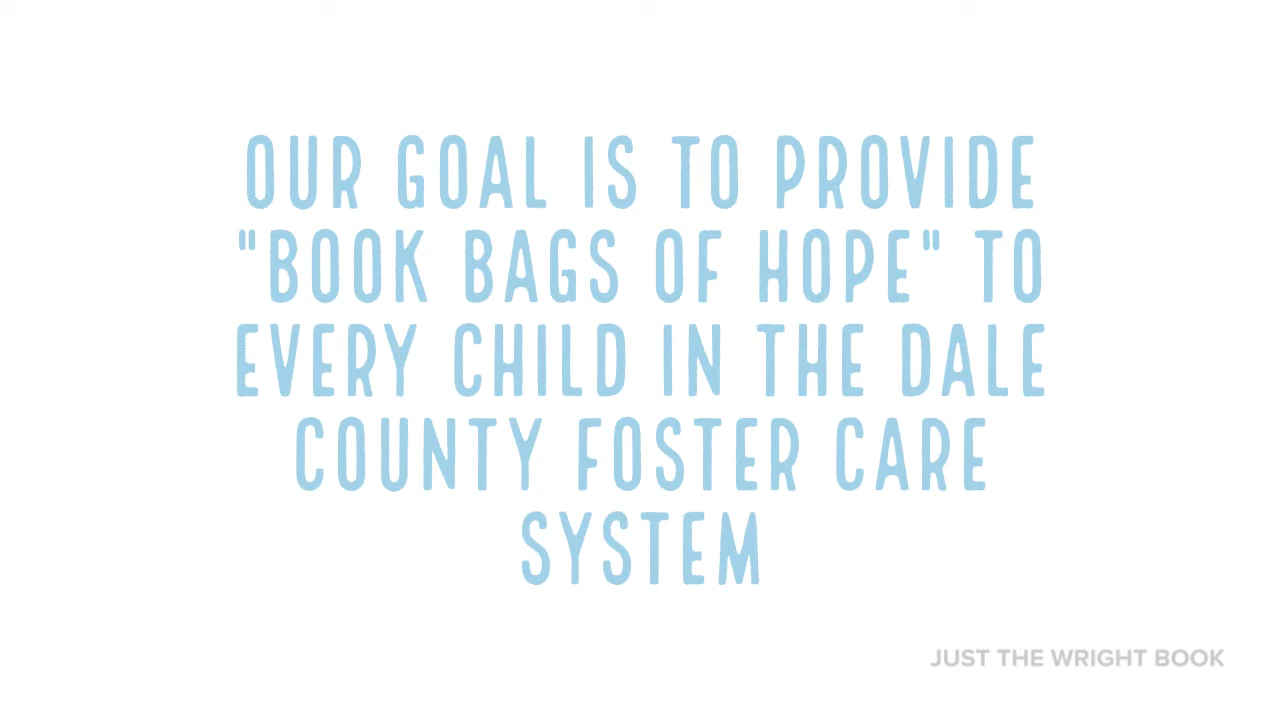 OUR GOAL IS TO PROVIDE
"BOOK BAGS OF HOPE" TO
EVERY CHILD IN THE DALE
COUNTY FOSTER CARE
SYSTEM
JUST THE WRIGHT BOOK